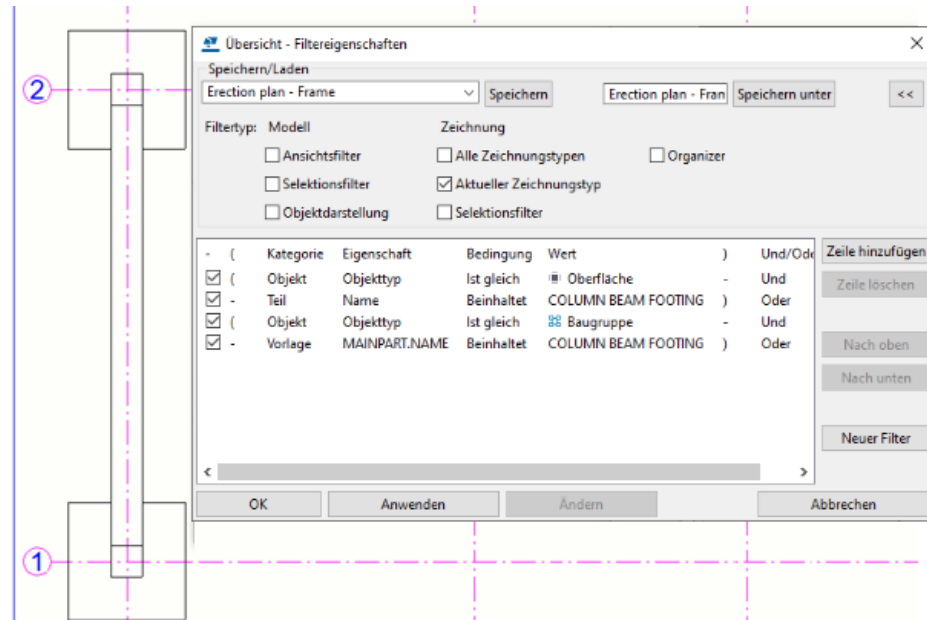 Übersicht - Filtereigenschaften
Speichern/Laden
Erection plan - Frame Speichern Erection plan - Fran Speichern unter <<
Filtertyp: Modell Zeichnung
Ansichtsfilter Alle Zeichnungstypen Organizer
Selektionsfilter Aktueller Zeichnungstyp
Objektdarstellung Selektionsfilter
- ( Kategorie Eigenschaft Bedingung Wert ) Und/Ode
( Objekt Objekttyp Ist gleich Oberfläche - Und
- Teil Name Beinhaltet COLUMN BEAM FOOTING ) Oder
( Objekt Objekttyp Ist gleich Baugruppe - Und
- Vorlage MAINPART.NAME Beinhaltet COLUMN BEAM FOOTING ) Oder
Zeile hinzufügen
Zeile löschen
Nach oben
Nach unten
Neuer Filter
OK Anwenden Ändern Abbrechen
2
1